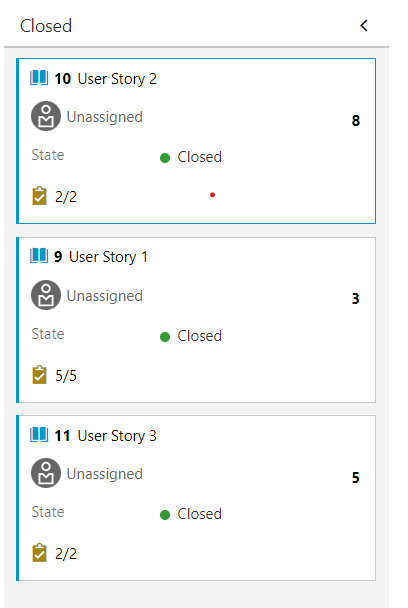 Closed
10 User Story 2
Unassigned
8
State
Closed
2/2
9 User Story 1
Unassigned
3
State
Closed
5/5
11 User Story 3
Unassigned
5
State
Closed
2/2